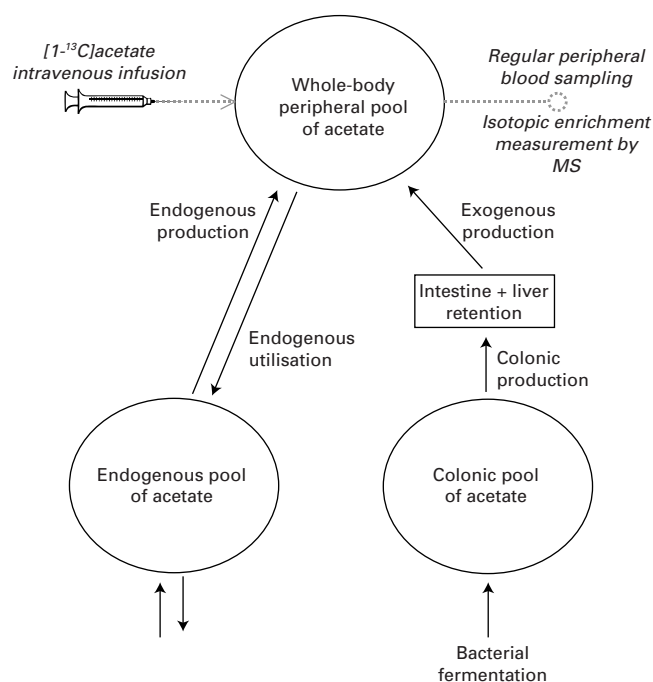 [1-¹³C]acetate
intravenous infusion
Whole-body
peripheral pool
of acetate
Regular peripheral
blood sampling
Isotopic enrichment
measurement by
MS
Endogenous
production
Exogenous
production
Intestine + liver
retention
Endogenous
utilisation
Colonic
production
Endogenous pool
of acetate
Colonic pool
of acetate
Bacterial
fermentation